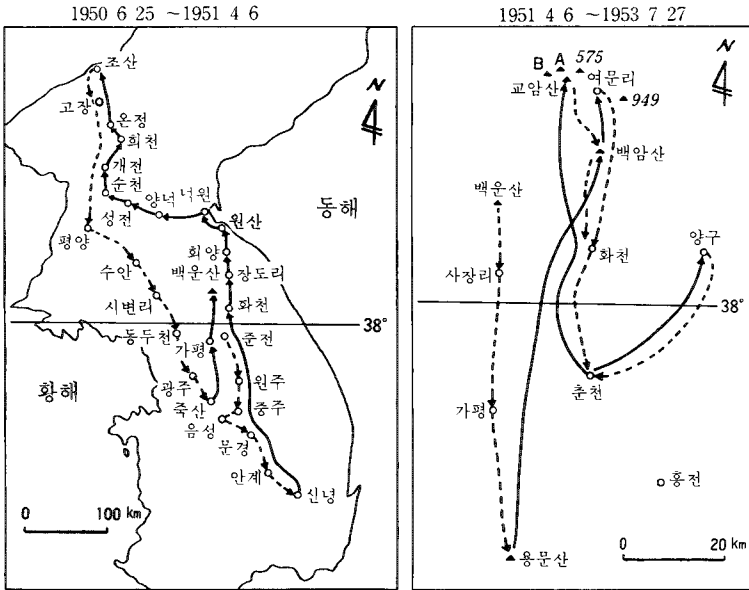 1950 6 25 ~1951 4 6
조산
고장
온정
희천
개전
순천
성전
양덕
덕원
원산
동해
평양
회양
수안
백운산
장도리
시변리
화천
38°
동두천
가평
춘전
황해
광주
원주
죽산
충주
음성
문경
안계
신녕
N
0 100 km
1951 4 6 ~1953 7 27
B A 575
여문리
교암산
949
N
백암산
백운산
양구
화천
사장리
38°
춘천
가평
홍전
용문산
0 20 km